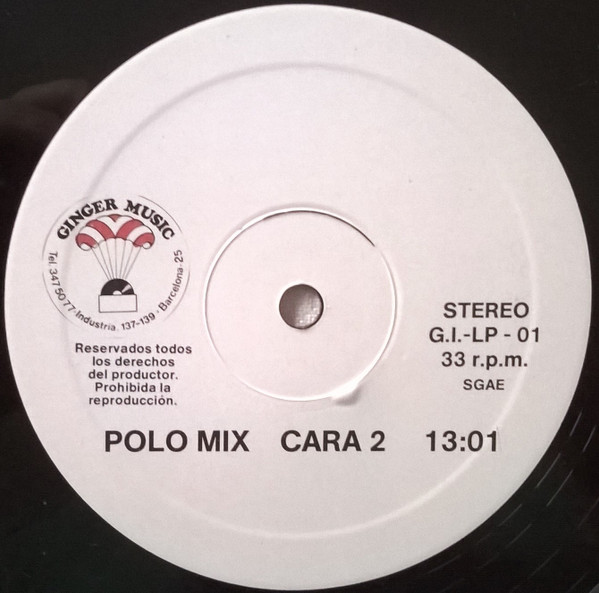 GINGER MUSIC
Tel. 347 50 77 - Industria, 137-139 - Barcelona-25
Reservados todos
los derechos
del productor.
Prohibida la
reproducción.
STEREO
G.I.-LP - 01
33 r.p.m.
SGAE
POLO MIX CARA 2 13:01